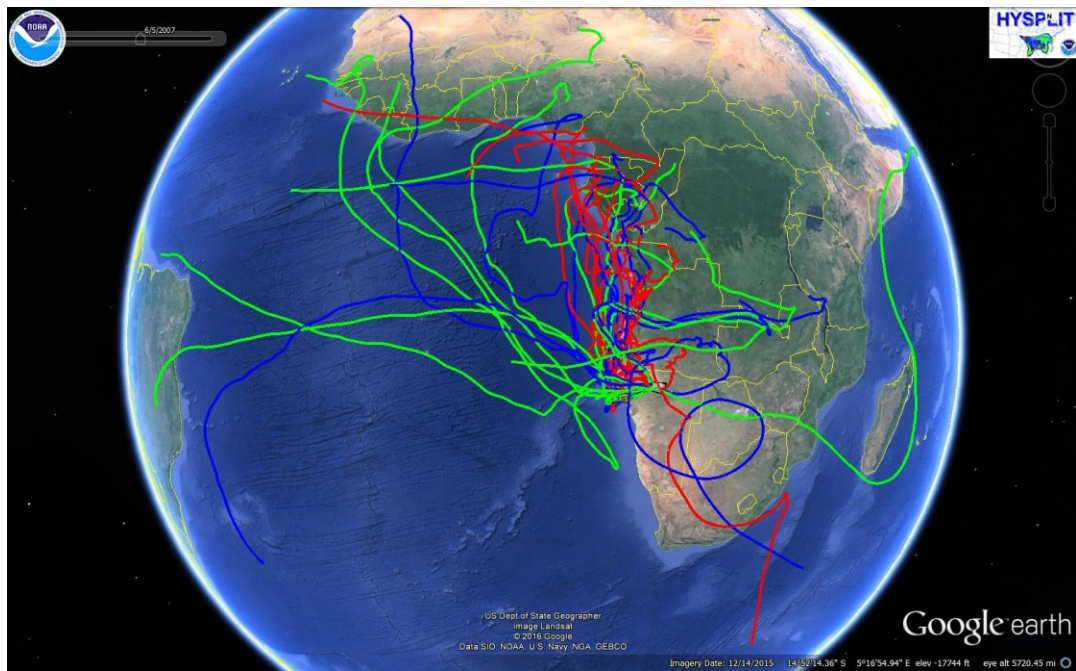 NOAA
6/5/2007
HYSPLIT
US Dept of State Geographer
Image Landsat
© 2016 Google
Data SIO, NOAA, U.S. Navy, NGA, GEBCO
Google earth
Imagery Date: 12/14/2015 14°52'14.36" S 5°16'54.94" E elev -17744 ft eye alt 5720.45 mi